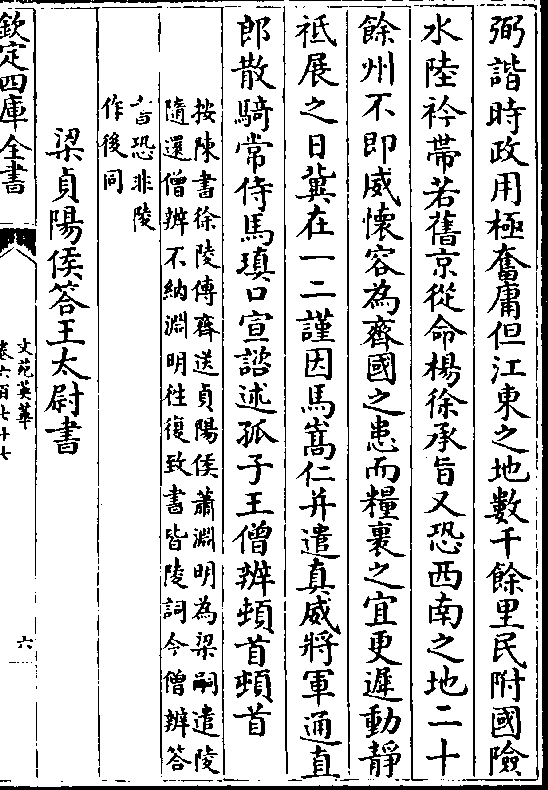 弼諧時政用極奮庸但江東之地數千餘里民附國險
水陸衿帶若舊京從命楊徐承旨又恐西南之地二十
餘州不即威懷容為齊國之患而糧裹之宜更遲動静
祗展之日冀在一二謹因馬嵩仁并遣真威將軍通直
郎散騎常侍馬瑱口宣諮述孤子王僧辨頓首頓首
按陳書徐陵傳齊送貞陽侯蕭淵明為梁嗣遣陵
隨還僧辨不納淵明往復致書皆陵詞今僧辨答
書恐非陵
作後同
梁貞陽侯答王太尉書
欽定四庫全書
文苑英華
卷六百七十七
六